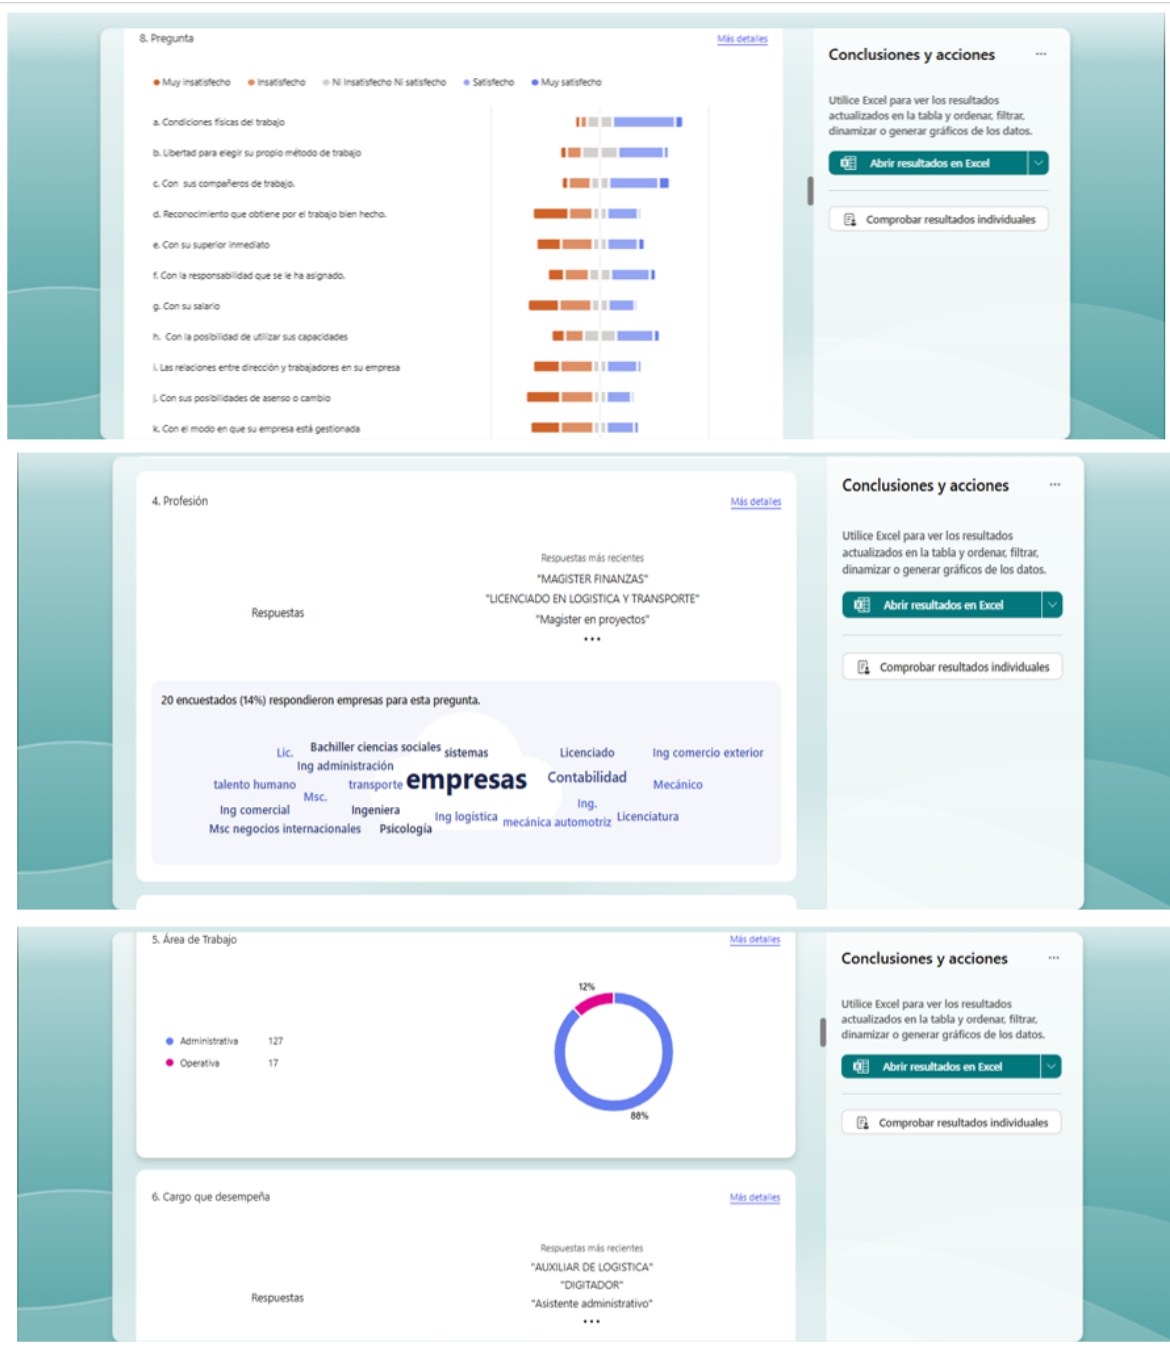 8. Pregunta
Más detalles
Muy insatisfecho Insatisfecho Ni Insatisfecho Ni satisfecho Satisfecho Muy satisfecho
a. Condiciones físicas del trabajo
b. Libertad para elegir su propio método de trabajo
c. Con sus compañeros de trabajo.
d. Reconocimiento que obtiene por el trabajo bien hecho.
e. Con su superior inmediato
f. Con la responsabilidad que se le ha asignado.
g. Con su salario
h. Con la posibilidad de utilizar sus capacidades
i. Las relaciones entre dirección y trabajadores en su empresa
j. Con sus posibilidades de asenso o cambio
k. Con el modo en que su empresa está gestionada
Conclusiones y acciones
Utilice Excel para ver los resultados
actualizados en la tabla y ordenar, filtrar,
dinamizar o generar gráficos de los datos.
Abrir resultados en Excel
Comprobar resultados individuales
4. Profesión
Más detalles
Respuestas
Respuestas más recientes
"MAGISTER FINANZAS"
"LICENCIADO EN LOGISTICA Y TRANSPORTE"
"Magister en proyectos"
...
20 encuestados (14%) respondieron empresas para esta pregunta.
Lic. Bachiller ciencias sociales sistemas Licenciado Ing comercio exterior
Ing administración
talento humano transporte empresas Contabilidad Mecánico
Msc. Ing.
Ing comercial Ingeniera Ing logística mecánica automotriz Licenciatura
Msc negocios internacionales Psicología
Conclusiones y acciones
Utilice Excel para ver los resultados
actualizados en la tabla y ordenar, filtrar,
dinamizar o generar gráficos de los datos.
Abrir resultados en Excel
Comprobar resultados individuales
5. Área de Trabajo
Más detalles
Administrativa 127
Operativa 17
12%
88%
6. Cargo que desempeña
Más detalles
Respuestas
Respuestas más recientes
"AUXILIAR DE LOGISTICA"
"DIGITADOR"
"Asistente administrativo"
...
Conclusiones y acciones
Utilice Excel para ver los resultados
actualizados en la tabla y ordenar, filtrar,
dinamizar o generar gráficos de los datos.
Abrir resultados en Excel
Comprobar resultados individuales